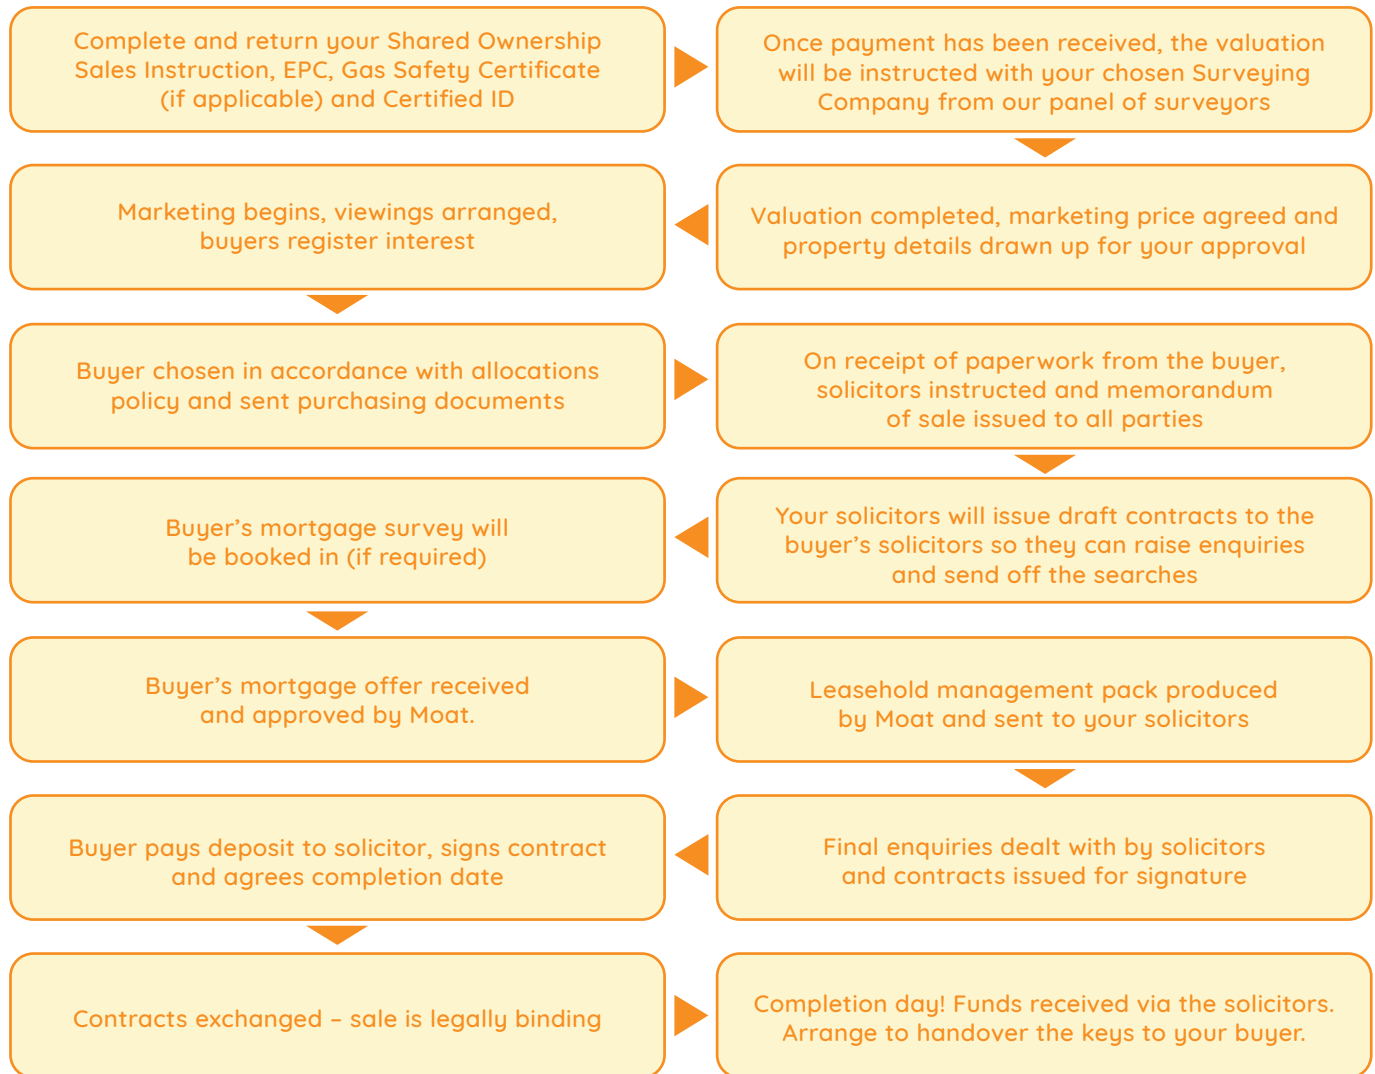 Complete and return your Shared Ownership
Sales Instruction, EPC, Gas Safety Certificate
(if applicable) and Certified ID
Once payment has been received, the valuation
will be instructed with your chosen Surveying
Company from our panel of surveyors
Valuation completed, marketing price agreed and
property details drawn up for your approval
Marketing begins, viewings arranged,
buyers register interest
Buyer chosen in accordance with allocations
policy and sent purchasing documents
On receipt of paperwork from the buyer,
solicitors instructed and memorandum
of sale issued to all parties
Your solicitors will issue draft contracts to the
buyer’s solicitors so they can raise enquiries
and send off the searches
Buyer’s mortgage survey will
be booked in (if required)
Buyer’s mortgage offer received
and approved by Moat.
Leasehold management pack produced
by Moat and sent to your solicitors
Final enquiries dealt with by solicitors
and contracts issued for signature
Buyer pays deposit to solicitor, signs contract
and agrees completion date
Contracts exchanged – sale is legally binding
Completion day! Funds received via the solicitors.
Arrange to handover the keys to your buyer.